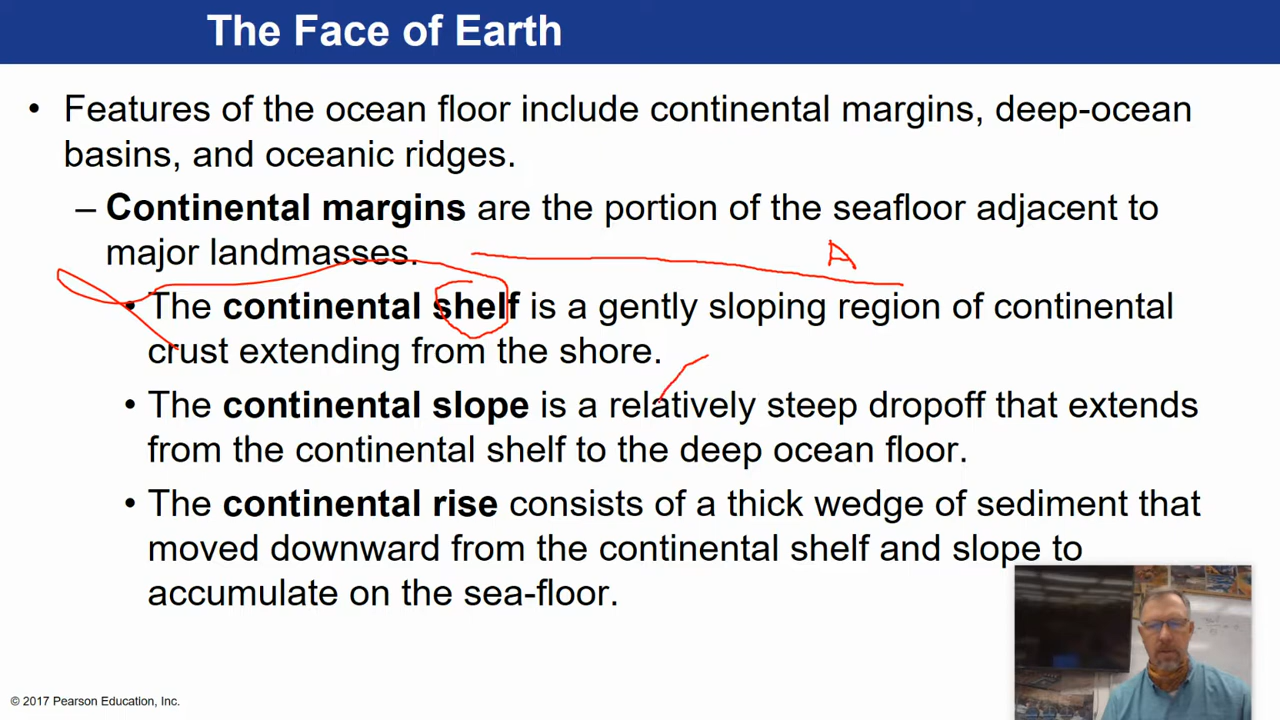 The Face of Earth
• Features of the ocean floor include continental margins, deep-ocean
basins, and oceanic ridges.
– Continental margins are the portion of the seafloor adjacent to
major landmasses.
A
• The continental shelf is a gently sloping region of continental
crust extending from the shore.
• The continental slope is a relatively steep dropoff that extends
from the continental shelf to the deep ocean floor.
• The continental rise consists of a thick wedge of sediment that
moved downward from the continental shelf and slope to
accumulate on the sea-floor.
© 2017 Pearson Education, Inc.